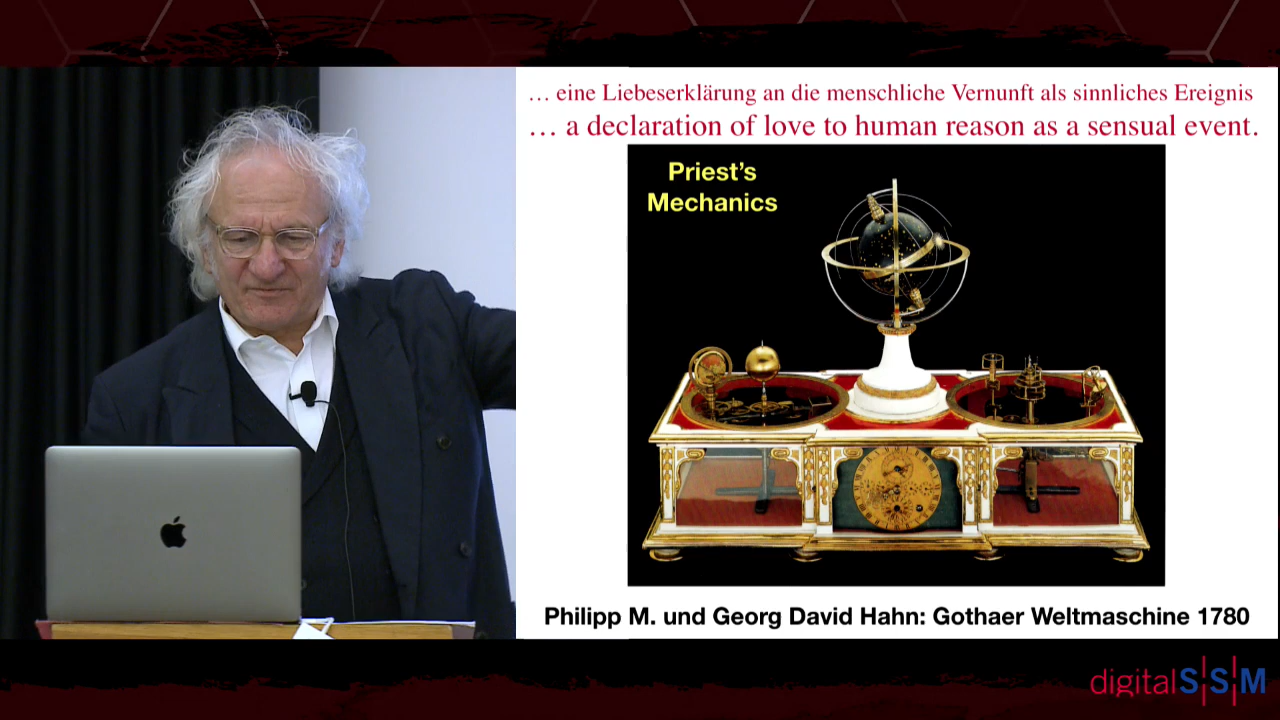 … eine Liebeserklärung an die menschliche Vernunft als sinnliches Ereignis
… a declaration of love to human reason as a sensual event.
Priest’s
Mechanics
Philipp M. und Georg David Hahn: Gothaer Weltmaschine 1780
digitalS|S|M